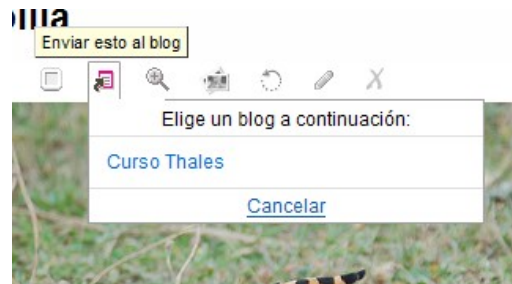 Enviar esto al blog
Elige un blog a continuación:
Curso Thales
Cancelar